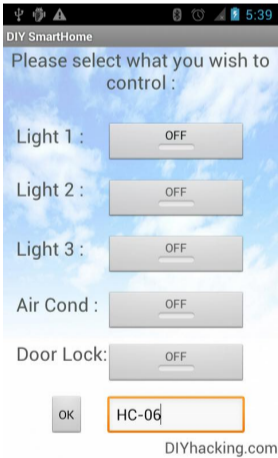 5:39
DIY SmartHome
Please select what you wish to
control :
Light 1 : OFF
Light 2 : OFF
Light 3 : OFF
Air Cond : OFF
Door Lock: OFF
OK HC-06
DIYhacking.com